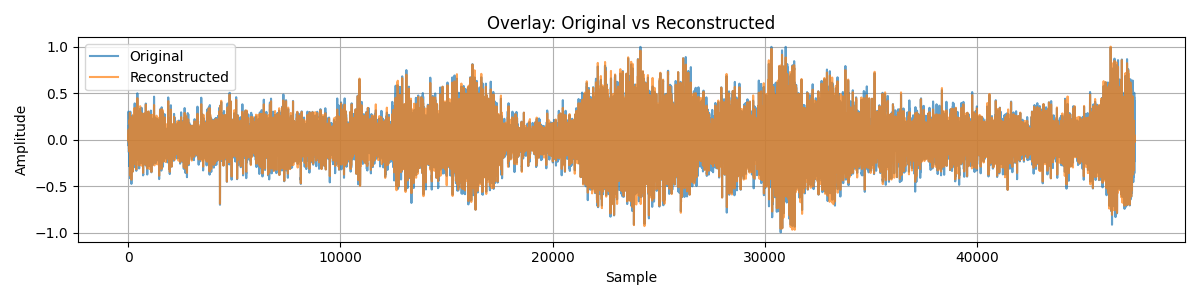 Overlay: Original vs Reconstructed
Original
Reconstructed
Amplitude
1.0
0.5
0.0
−0.5
−1.0
0 10000 20000 30000 40000
Sample